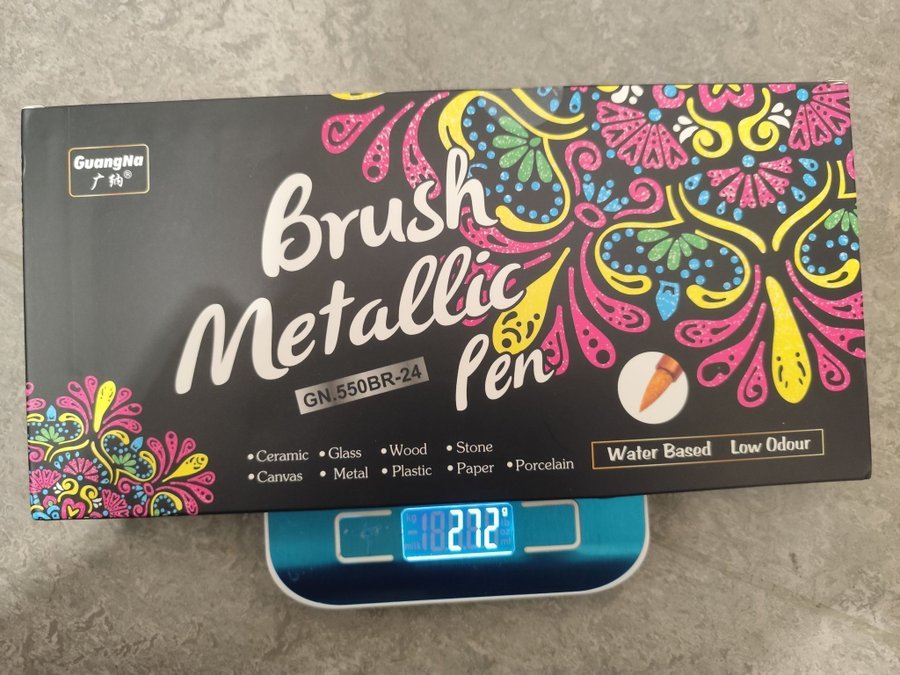 GuangNa
广纳®
Brush
Metallic
Pen
GN.550BR-24
• Ceramic • Glass • Wood • Stone
• Canvas • Metal • Plastic • Paper • Porcelain
Water Based Low Odour
272g